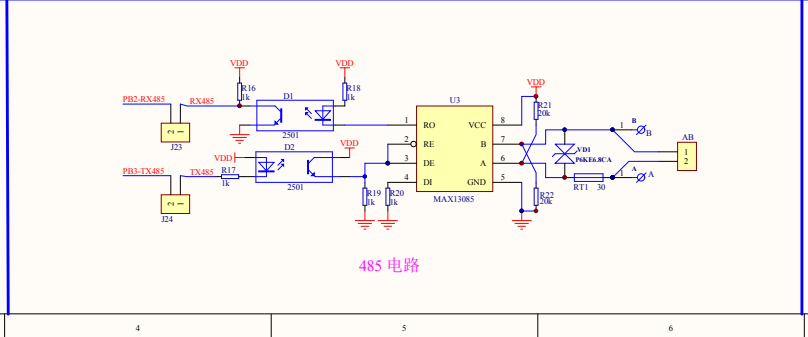 VDD
VDD
VDD
R16
1k
R18
1k
D1
U3
R21
20k
PB2-RX485
RX485
2 1
J23
2501
1
RO
VCC
8
2
RE
B
7
3
DE
A
6
4
DI
GND
5
MAX13085
D2
VDD
VDD
2501
PB3-TX485
TX485
R17
1k
2 1
J24
R19
1k
R20
1k
R22
20k
VD1
P6KE6.8CA
RT1
30
B
1
B
A
1
A
AB
1
2
485 电路
4
5
6